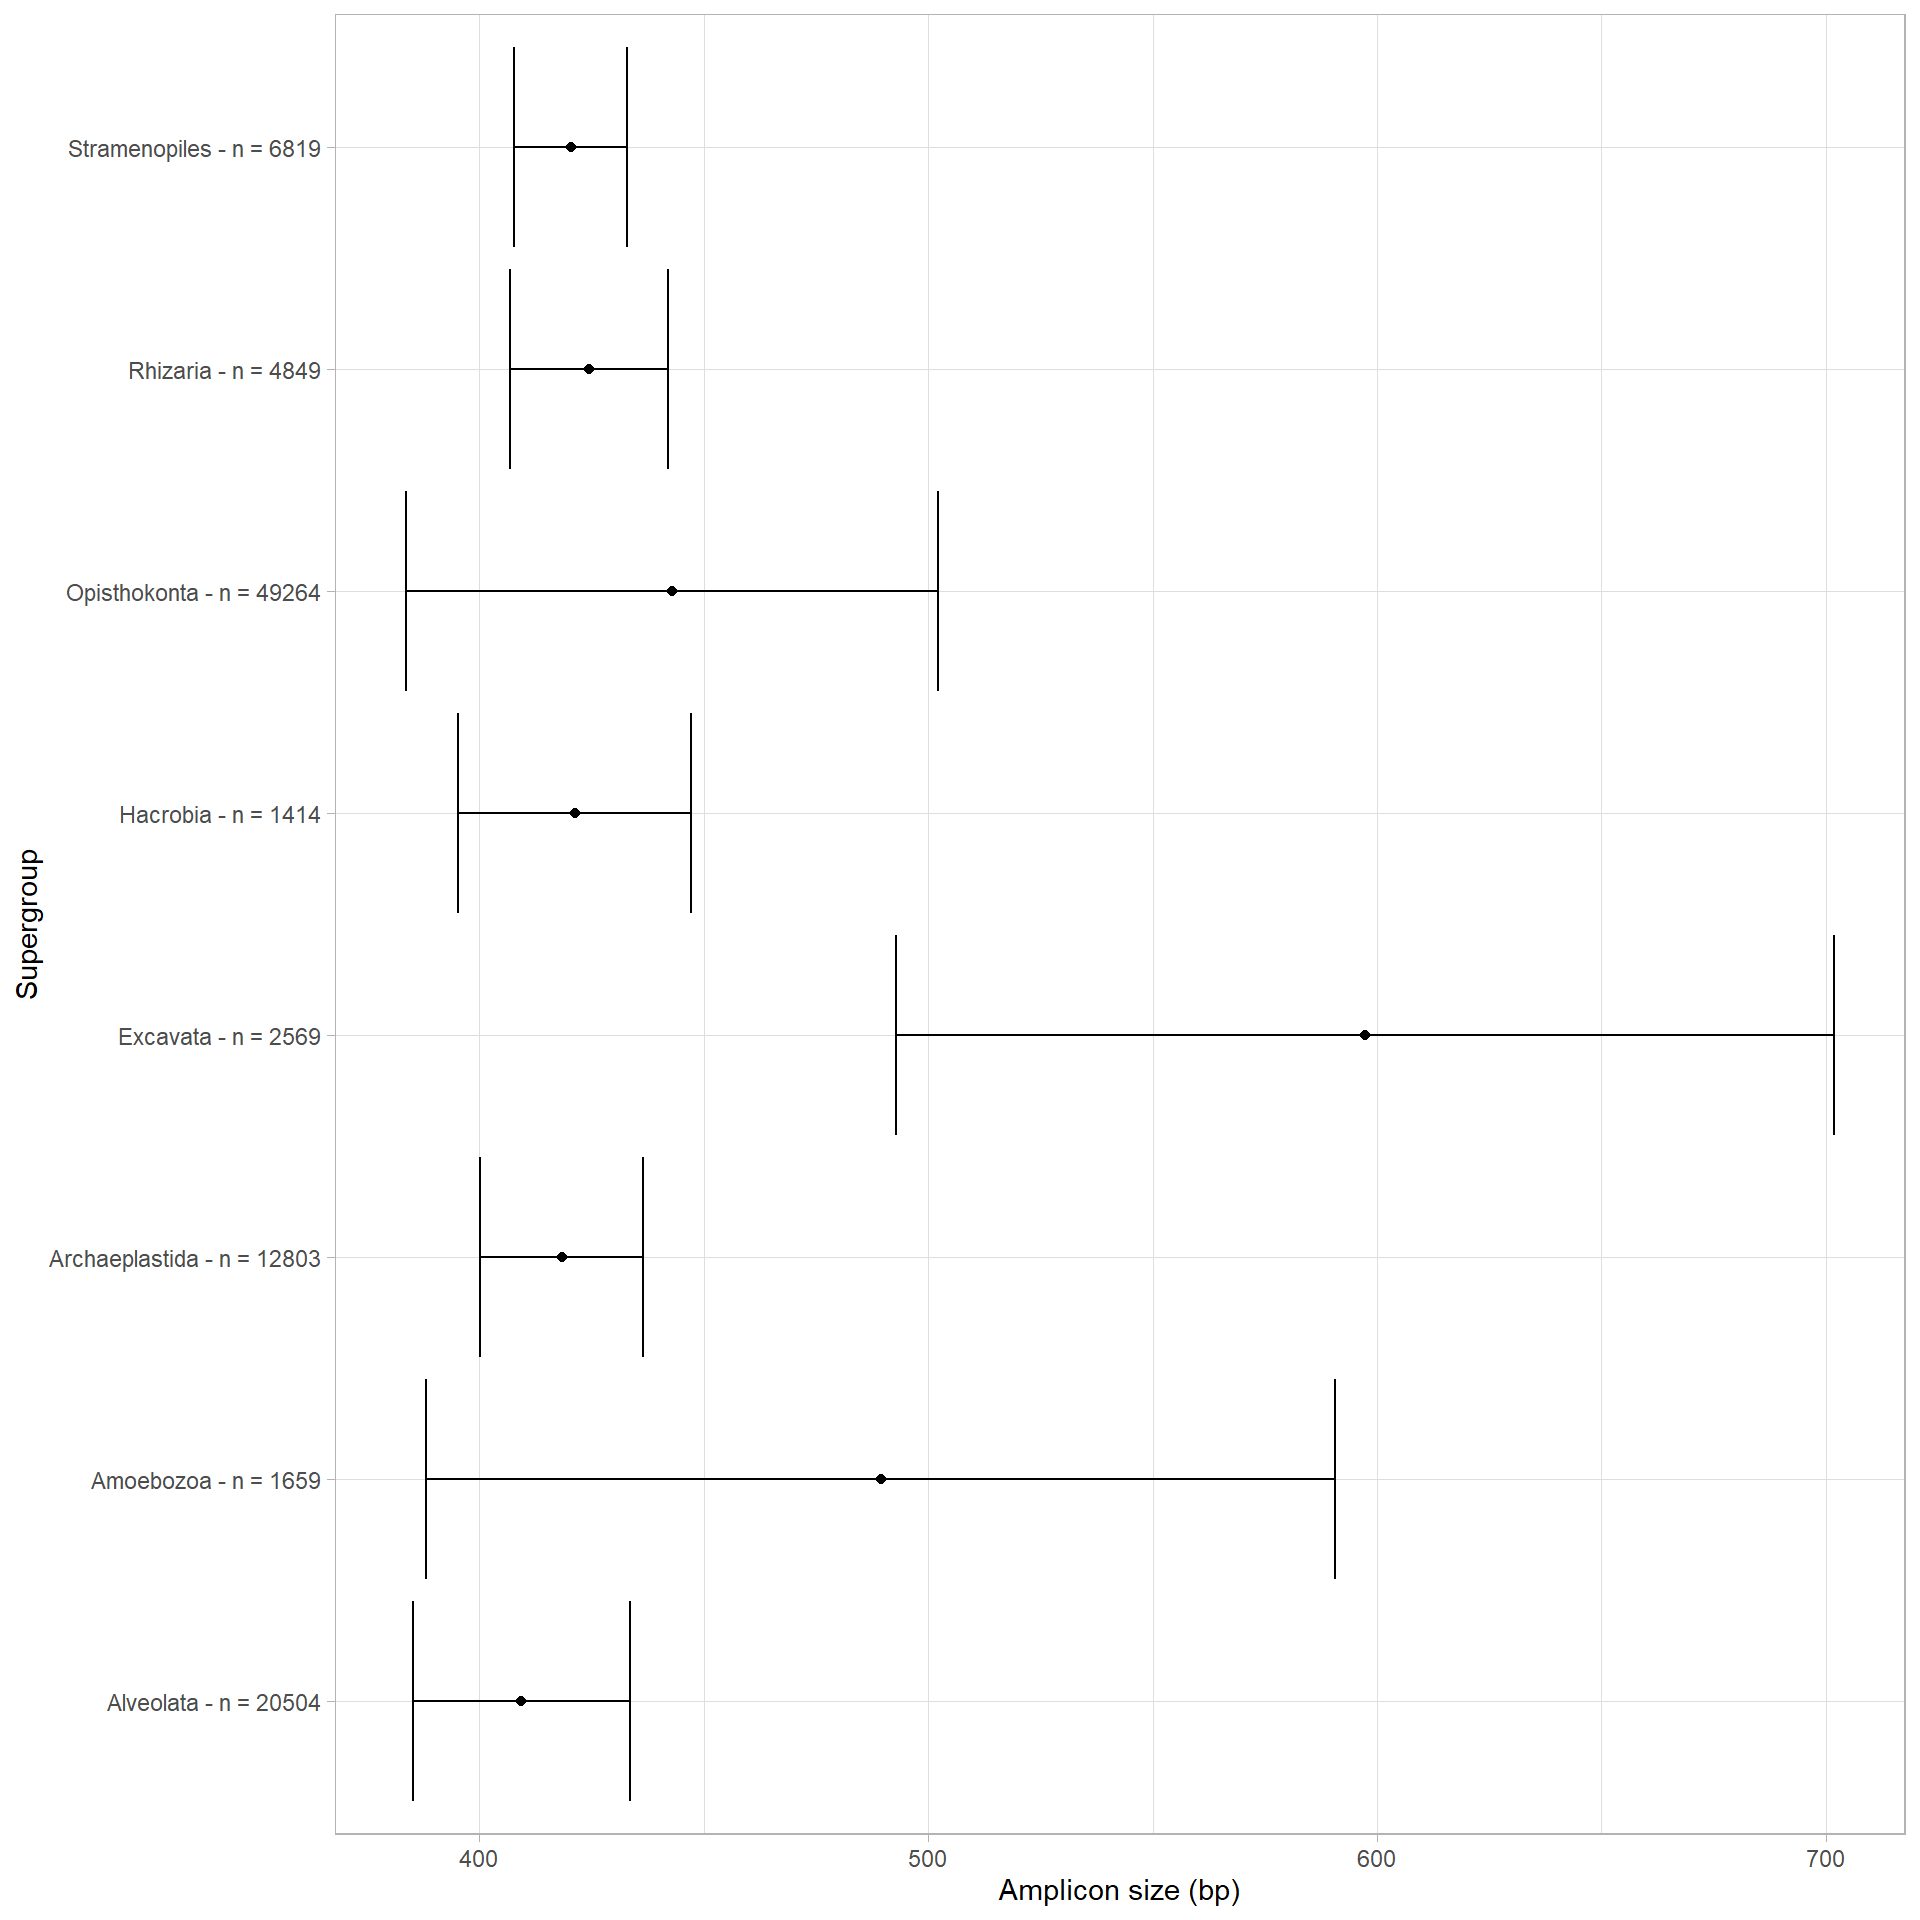 Stramenopiles - n = 6819
Rhizaria - n = 4849
Opisthokonta - n = 49264
Hacrobia - n = 1414
Excavata - n = 2569
Archaeplastida - n = 12803
Amoebozoa - n = 1659
Alveolata - n = 20504
Supergroup
400 500 600 700
Amplicon size (bp)